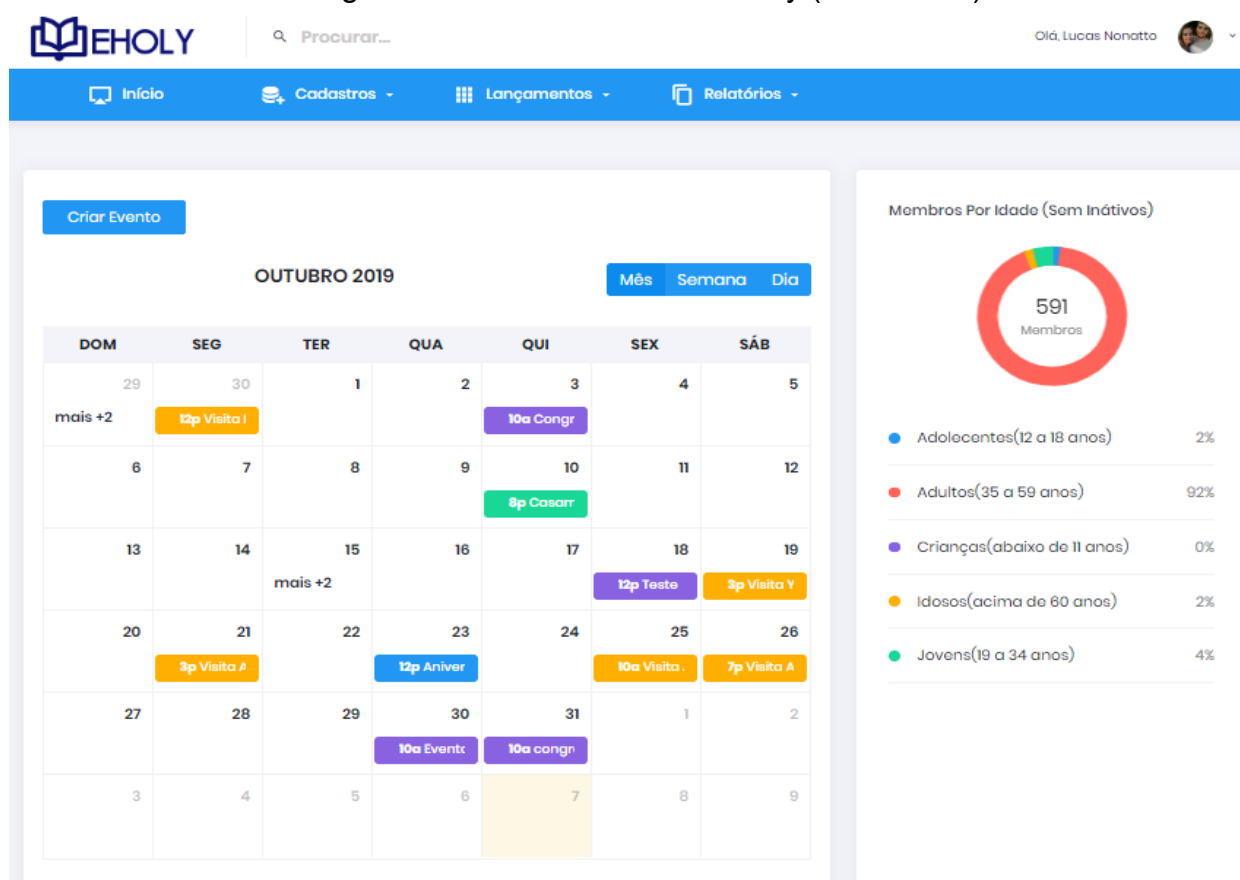 EHOLY
Procurar...
Olá, Lucas Nonatto
Início
Cadastros
Lançamentos
Relatórios
Criar Evento
OUTUBRO 2019
Mês Semana Dia
DOM SEG TER QUA QUI SEX SÁB
29 30 1 2 3 4 5
mais +2 12p Visita 10a Congr
6 7 8 9 10 11 12
8p Casam
13 14 15 16 17 18 19
mais +2 12p Teste 3p Visita Y
20 21 22 23 24 25 26
3p Visita A 12p Aniver 10a Visita 7p Visita A
27 28 29 30 31 1 2
10a Evento 10a congr
3 4 5 6 7 8 9
Membros Por Idade (Sem Inátivos)
591
Membros
Adolecentes(12 a 18 anos) 2%
Adultos(35 a 59 anos) 92%
Crianças(abaixo de 11 anos) 0%
Idosos(acima de 60 anos) 2%
Jovens(19 a 34 anos) 4%